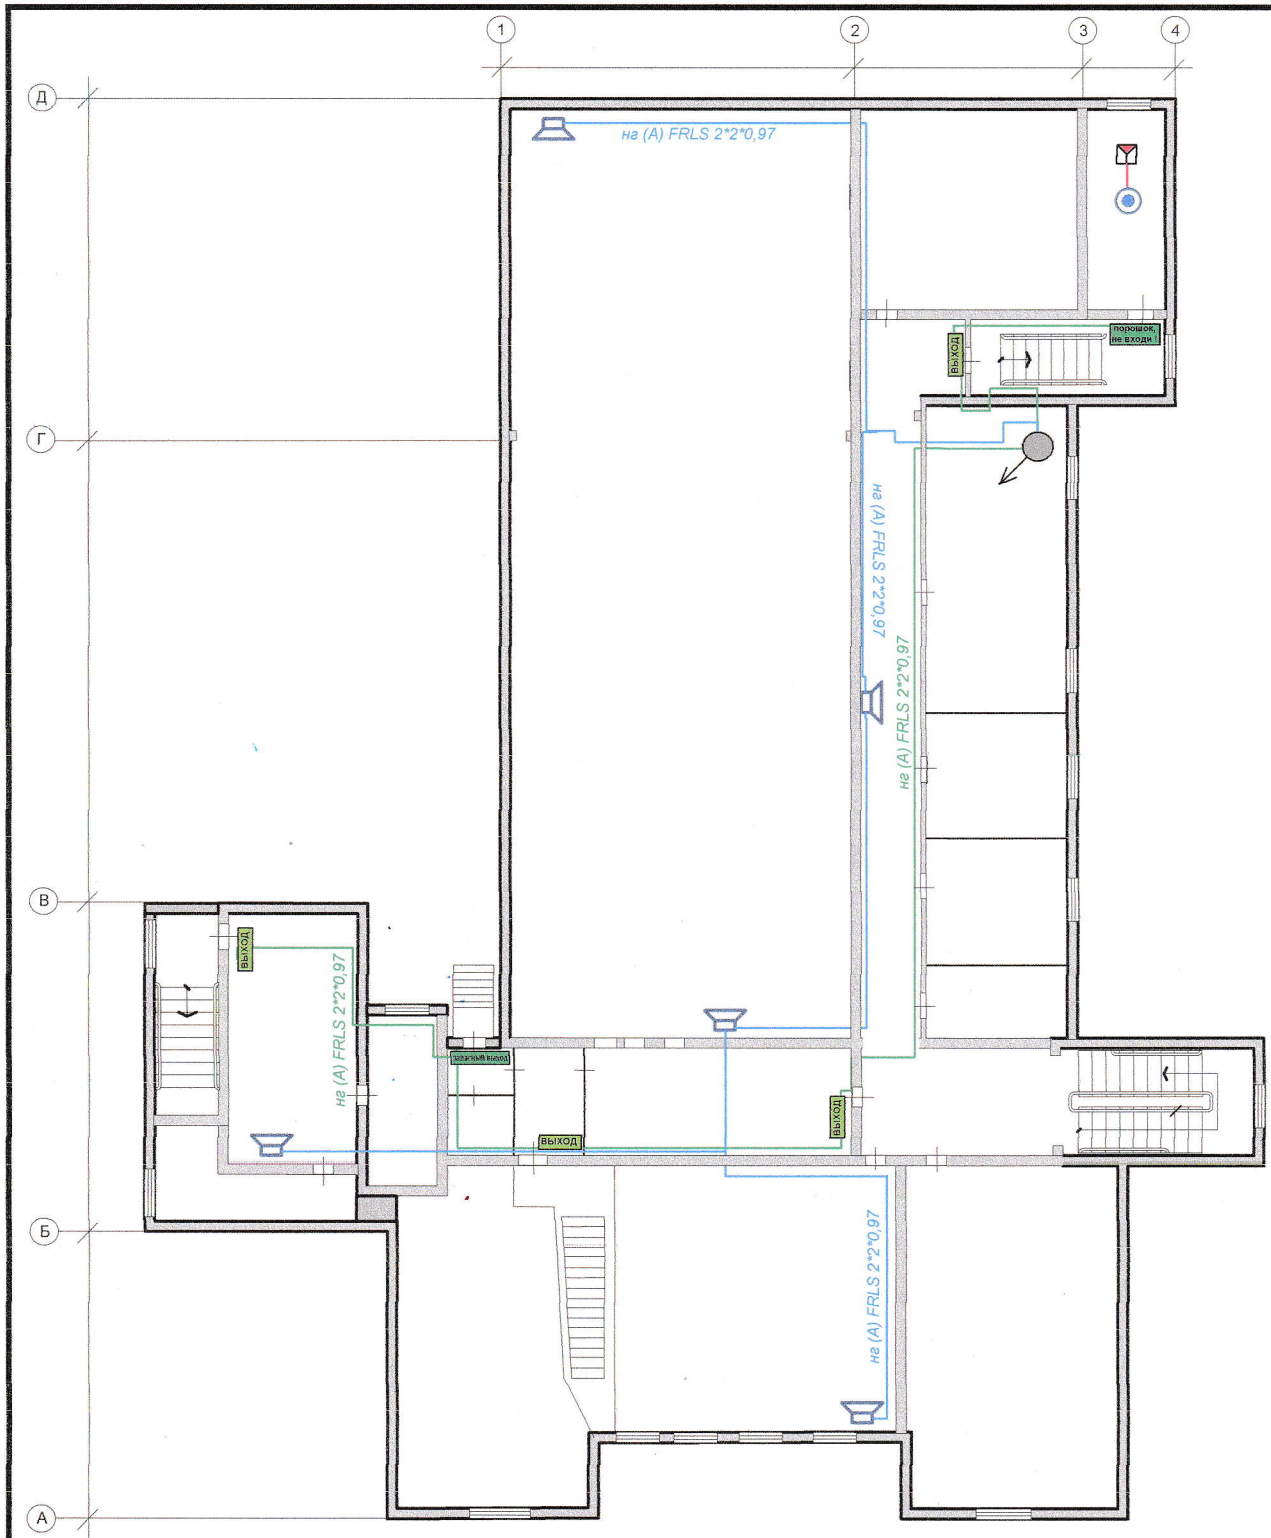 1
2
3
4
Д
нг (А) FRLS 2*2*0,97
порошок,
не входи !
ВЫХОД
Г
нг (А) FRLS 2*2*0,97
нг (А) FRLS 2*2*0,97
В
ВЫХОД
нг (А) FRLS 2*2*0,97
ВЫХОД
ВЫХОД
Б
нг (А) FRLS 2*2*0,97
А